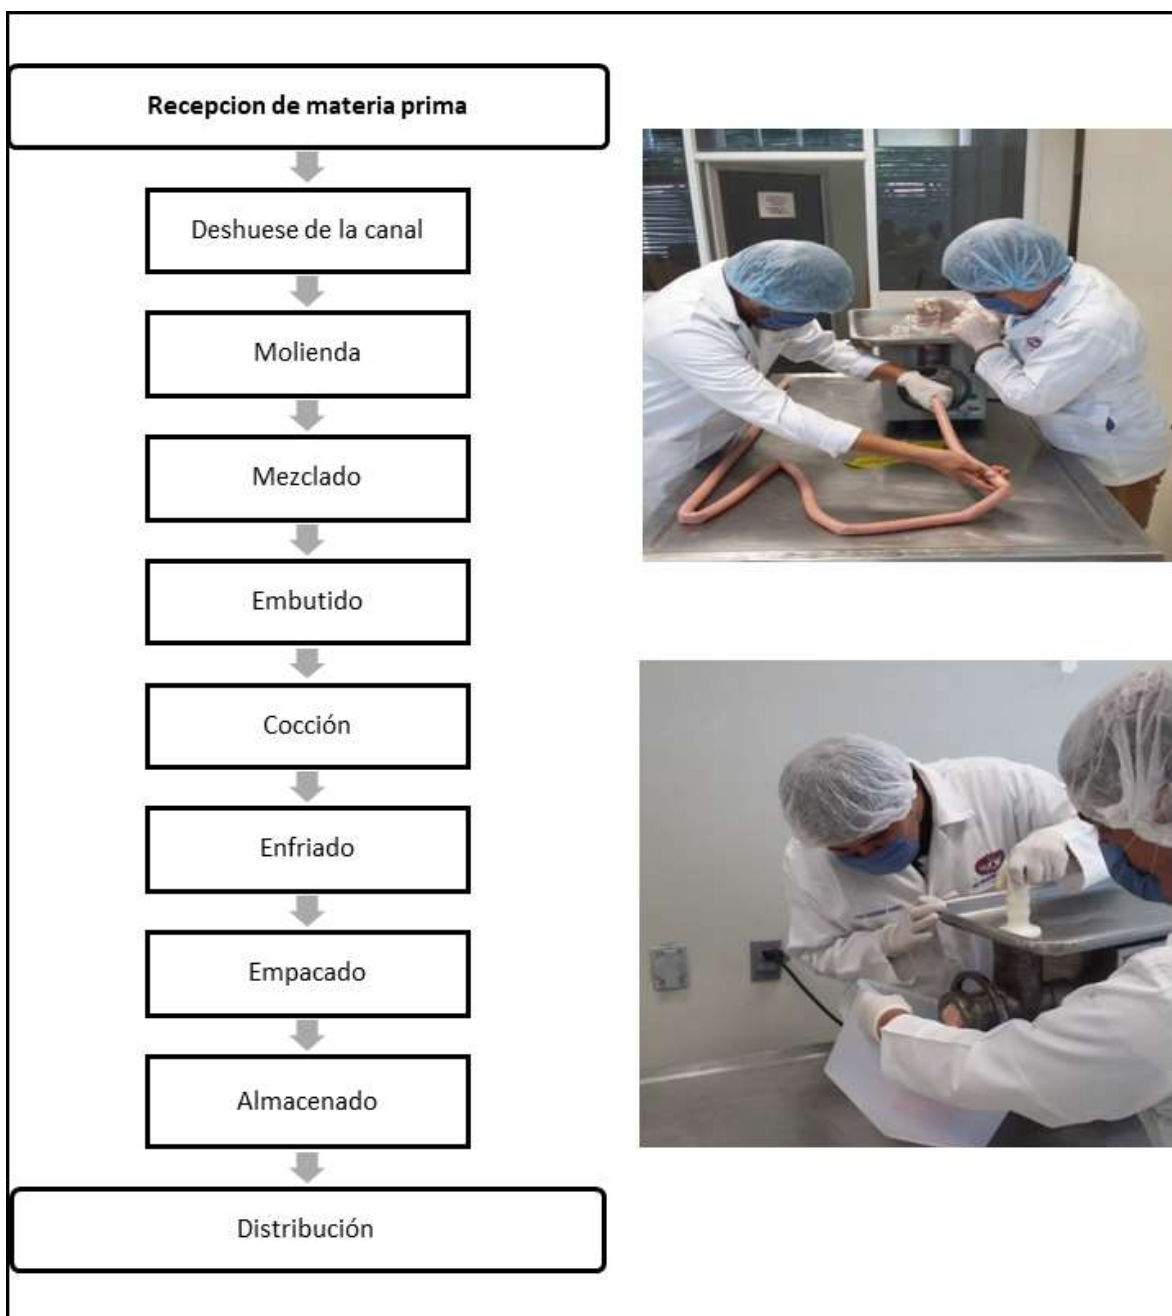 Recepcion de materia prima
Deshuese de la canal
Molienda
Mezclado
Embutido
Cocción
Enfriado
Empacado
Almacenado
Distribución